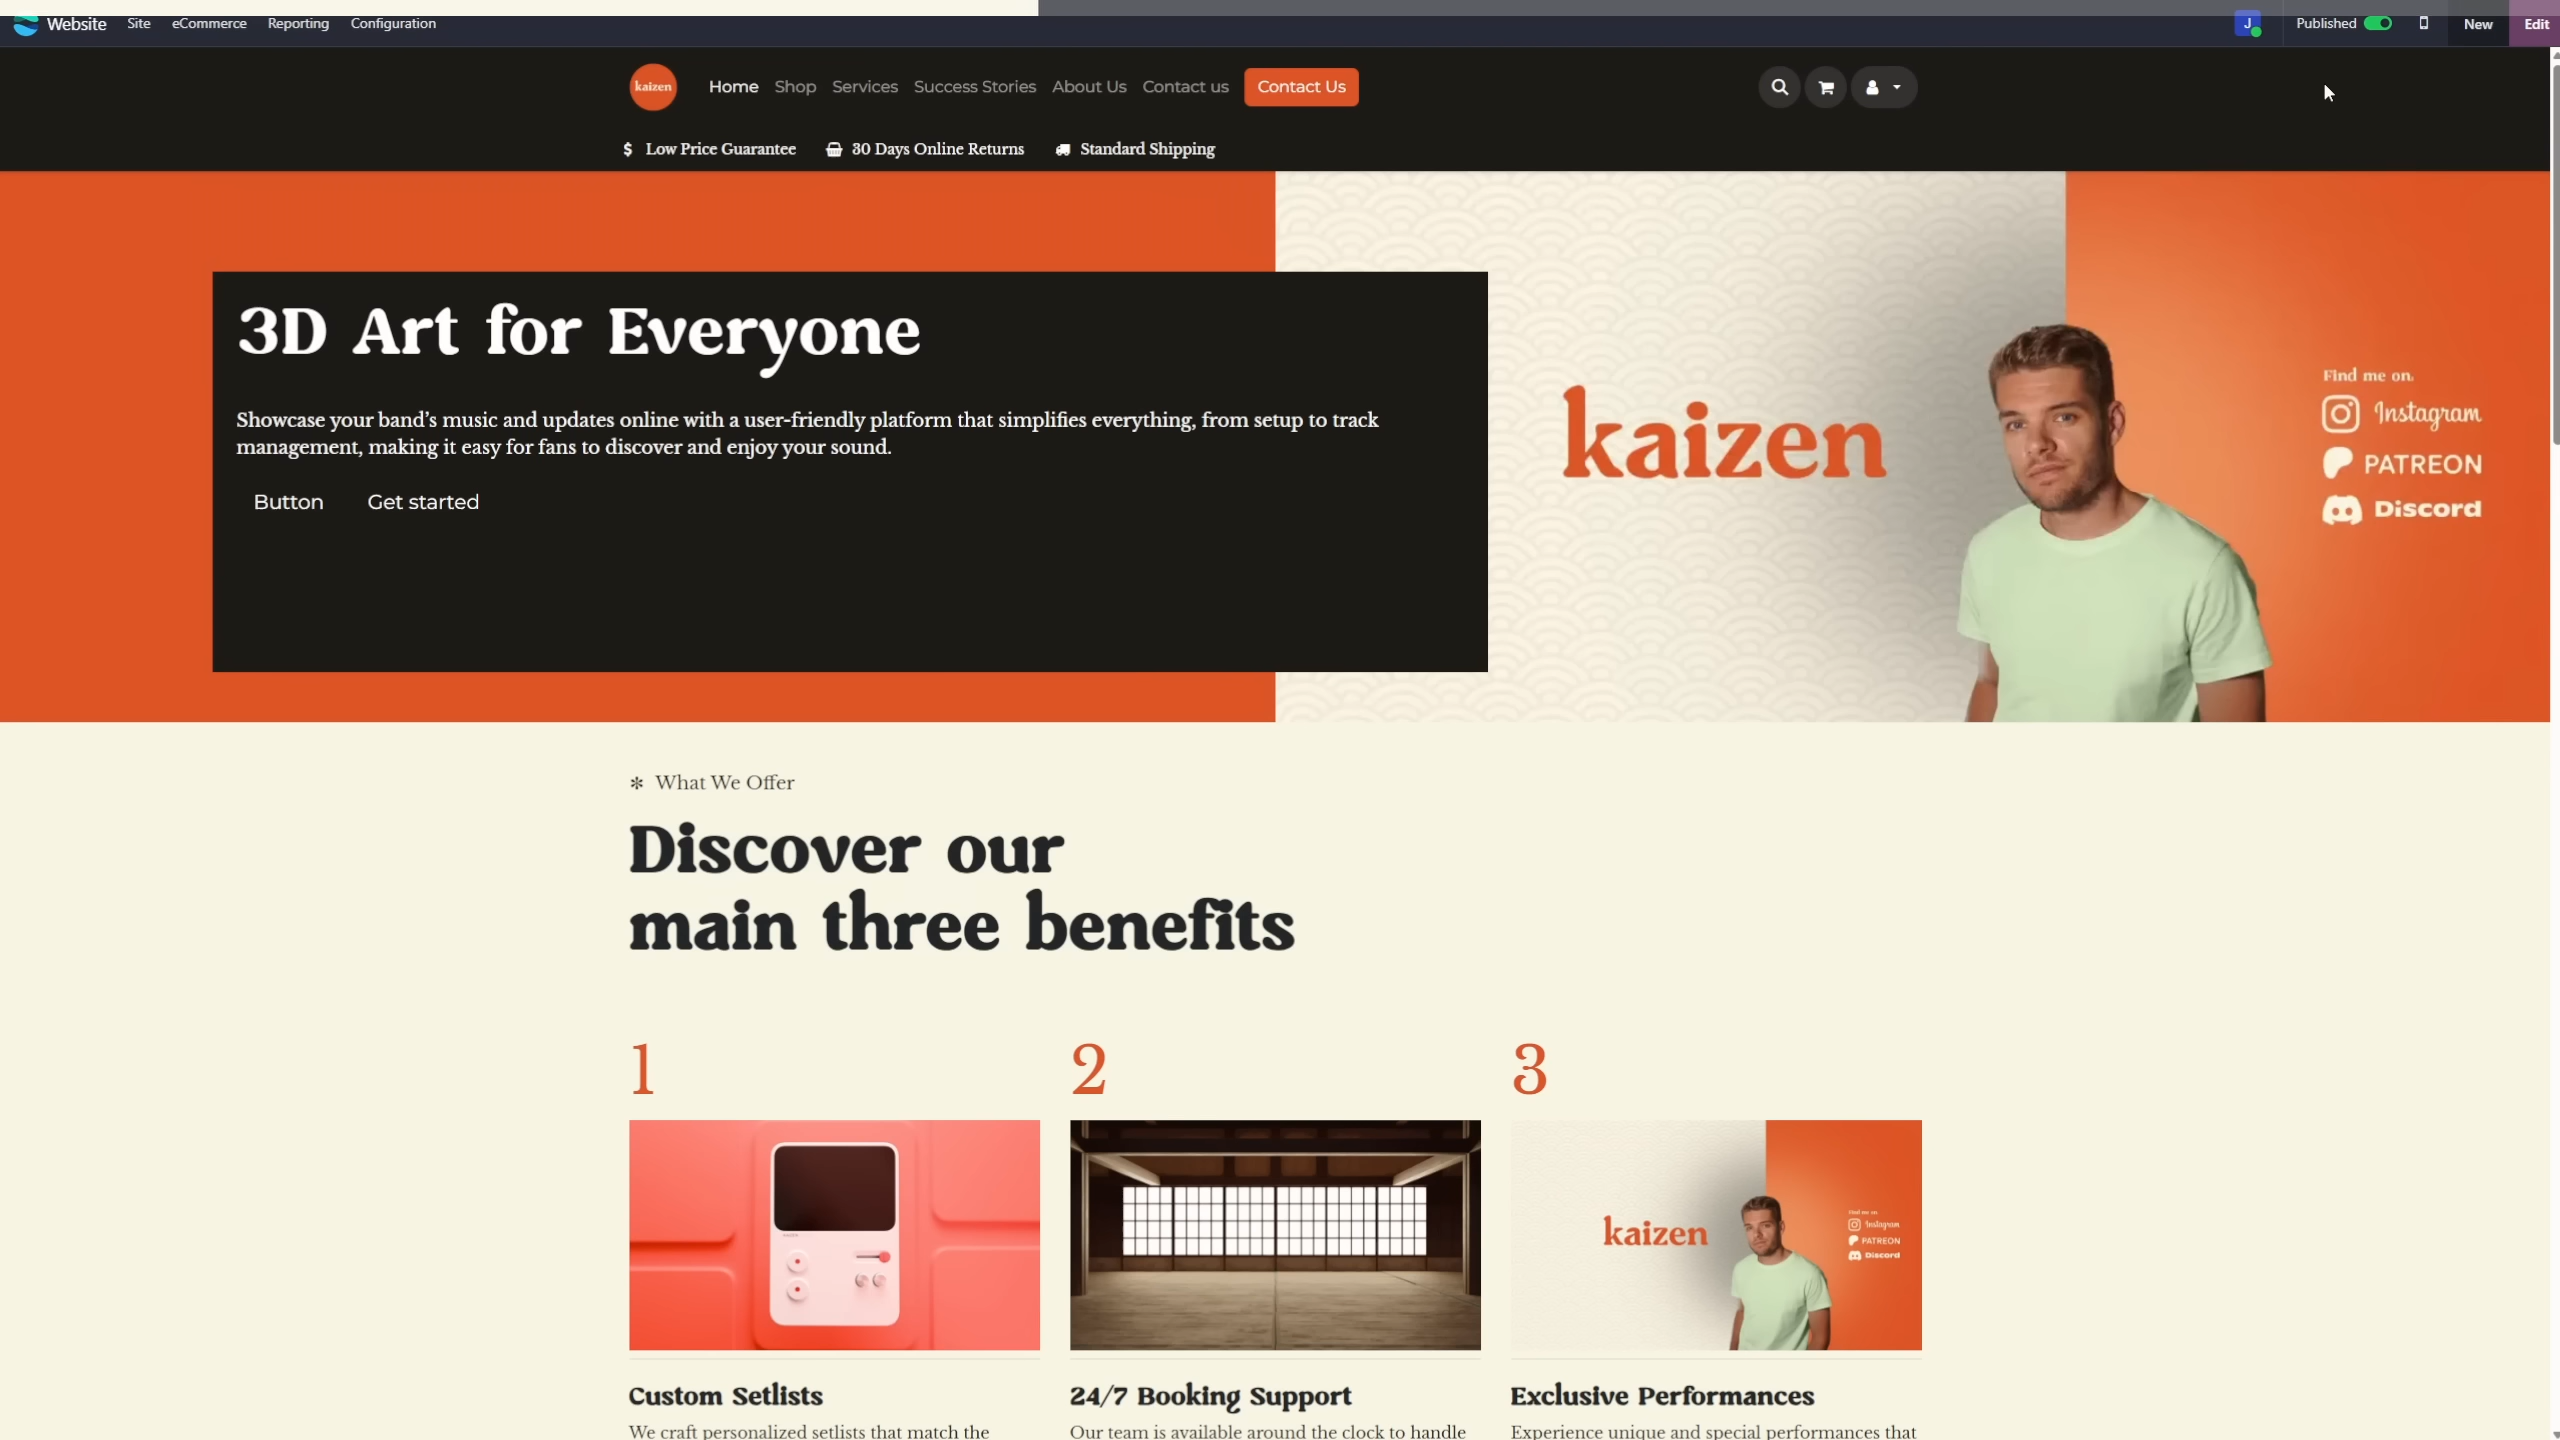 Website Site eCommerce Reporting Configuration
J Published New Edit
kaizen Home Shop Services Success Stories About Us Contact us Contact Us
$ Low Price Guarantee 30 Days Online Returns Standard Shipping
3D Art for Everyone
Showcase your band's music and updates online with a user-friendly platform that simplifies everything, from setup to track
management, making it easy for fans to discover and enjoy your sound.
Button Get started
kaizen
Find me on.
Instagram
PATREON
Discord
✻ What We Offer
Discover our
main three benefits
1
2
3
kaizen
Find me on
Instagram
PATREON
Discord
Custom Setlists
We craft personalized setlists that match the
24/7 Booking Support
Our team is available around the clock to handle
Exclusive Performances
Experience unique and special performances that